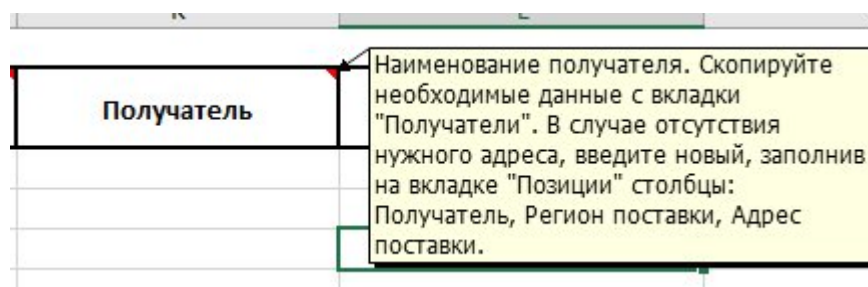 Получатель
Наименование получателя. Скопируйте
необходимые данные с вкладки
"Получатели". В случае отсутствия
нужного адреса, введите новый, заполнив
на вкладке "Позиции" столбцы:
Получатель, Регион поставки, Адрес
поставки.